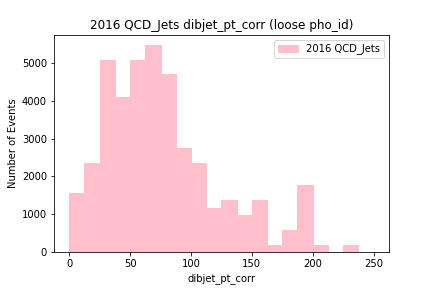 2016 QCD_Jets dibjet_pt_corr (loose pho_id)
2016 QCD_Jets
Number of Events
5000
4000
3000
2000
1000
0
0 50 100 150 200 250
dibjet_pt_corr